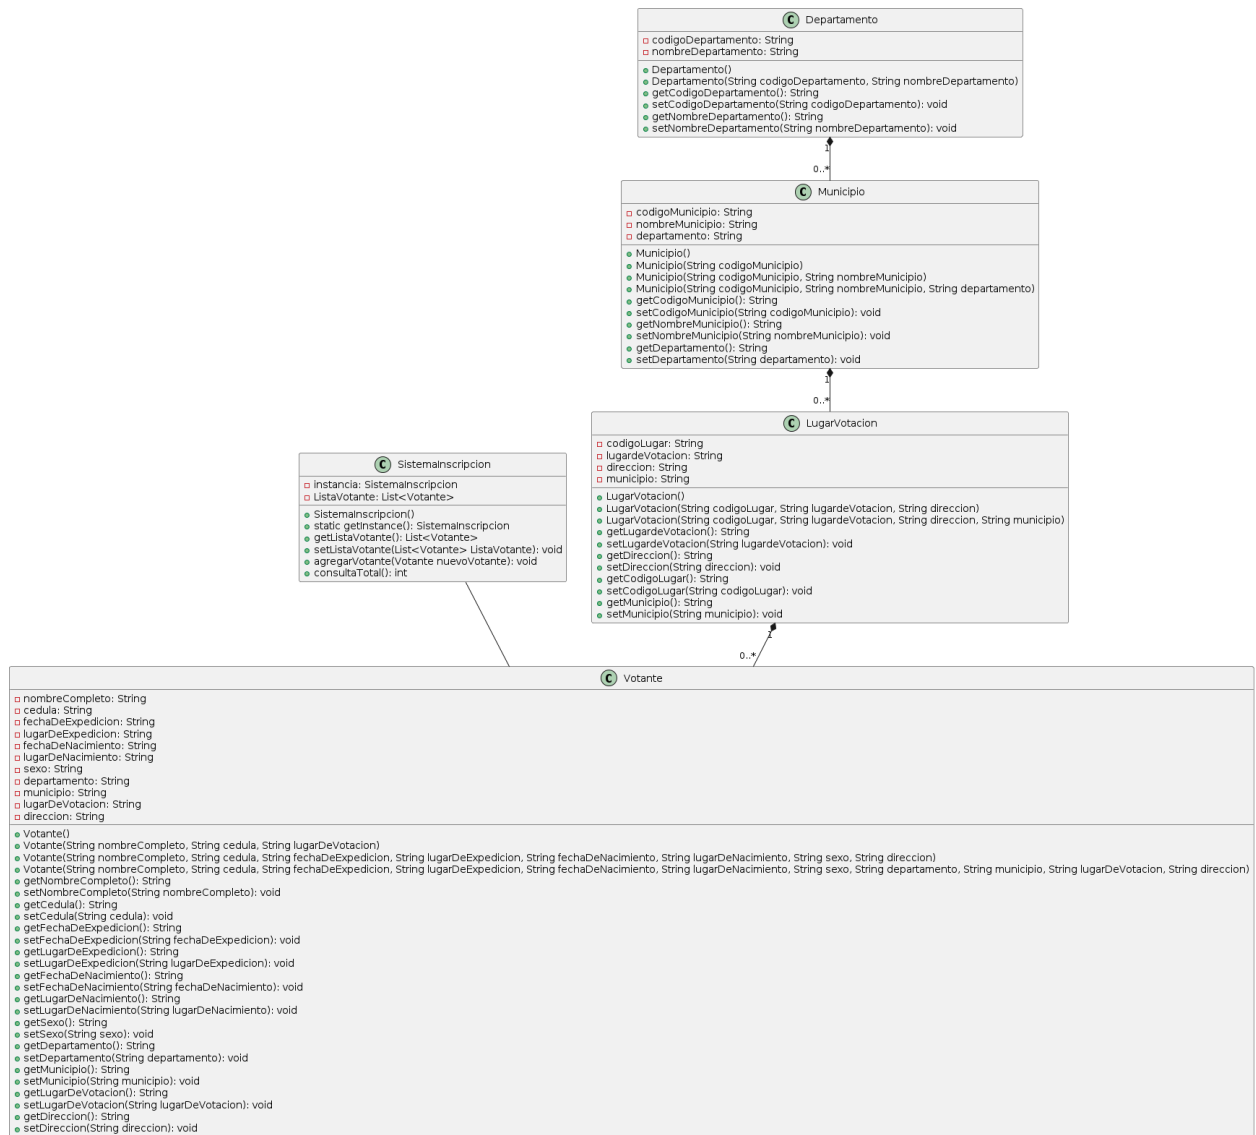 C Departamento
codigoDepartamento: String
nombreDepartamento: String
Departamento()
Departamento(String codigoDepartamento, String nombreDepartamento)
getCodigoDepartamento(): String
setCodigoDepartamento(String codigoDepartamento): void
getNombreDepartamento(): String
setNombreDepartamento(String nombreDepartamento): void
1
0..*
C Municipio
codigoMunicipio: String
nombreMunicipio: String
departamento: String
Municipio()
Municipio(String codigoMunicipio)
Municipio(String codigoMunicipio, String nombreMunicipio)
Municipio(String codigoMunicipio, String nombreMunicipio, String departamento)
getCodigoMunicipio(): String
setCodigoMunicipio(String codigoMunicipio): void
getNombreMunicipio(): String
setNombreMunicipio(String nombreMunicipio): void
getDepartamento(): String
setDepartamento(String departamento): void
1
0..*
C SistemaInscripcion
instancia: SistemaInscripcion
ListaVotante: List<Votante>
SistemaInscripcion()
static getInstance(): SistemaInscripcion
getListaVotante(): List<Votante>
setListaVotante(List<Votante> ListaVotante): void
agregarVotante(Votante nuevoVotante): void
consultaTotal(): int
C LugarVotacion
codigoLugar: String
lugardeVotacion: String
direccion: String
municipio: String
LugarVotacion()
LugarVotacion(String codigoLugar, String lugardeVotacion, String direccion)
LugarVotacion(String codigoLugar, String lugardeVotacion, String direccion, String municipio)
getLugardeVotacion(): String
setLugardeVotacion(String lugardeVotacion): void
getDireccion(): String
setDireccion(String direccion): void
getCodigoLugar(): String
setCodigoLugar(String codigoLugar): void
getMunicipio(): String
setMunicipio(String municipio): void
1
0..*
C Votante
nombreCompleto: String
cedula: String
fechaDeExpedicion: String
lugarDeExpedicion: String
fechaDeNacimiento: String
lugarDeNacimiento: String
sexo: String
departamento: String
municipio: String
lugarDeVotacion: String
direccion: String
Votante()
Votante(String nombreCompleto, String cedula, String lugarDeVotacion)
Votante(String nombreCompleto, String cedula, String fechaDeExpedicion, String lugarDeExpedicion, String fechaDeNacimiento, String lugarDeNacimiento, String sexo, String direccion)
Votante(String nombreCompleto, String cedula, String fechaDeExpedicion, String lugarDeExpedicion, String fechaDeNacimiento, String lugarDeNacimiento, String sexo, String departamento, String municipio, String lugarDeVotacion, String direccion)
getNombreCompleto(): String
setNombreCompleto(String nombreCompleto): void
getCedula(): String
setCedula(String cedula): void
getFechaDeExpedicion(): String
setFechaDeExpedicion(String fechaDeExpedicion): void
getLugarDeExpedicion(): String
setLugarDeExpedicion(String lugarDeExpedicion): void
getFechaDeNacimiento(): String
setFechaDeNacimiento(String fechaDeNacimiento): void
getLugarDeNacimiento(): String
setLugarDeNacimiento(String lugarDeNacimiento): void
getSexo(): String
setSexo(String sexo): void
getDepartamento(): String
setDepartamento(String departamento): void
getMunicipio(): String
setMunicipio(String municipio): void
getLugarDeVotacion(): String
setLugarDeVotacion(String lugarDeVotacion): void
getDireccion(): String
setDireccion(String direccion): void